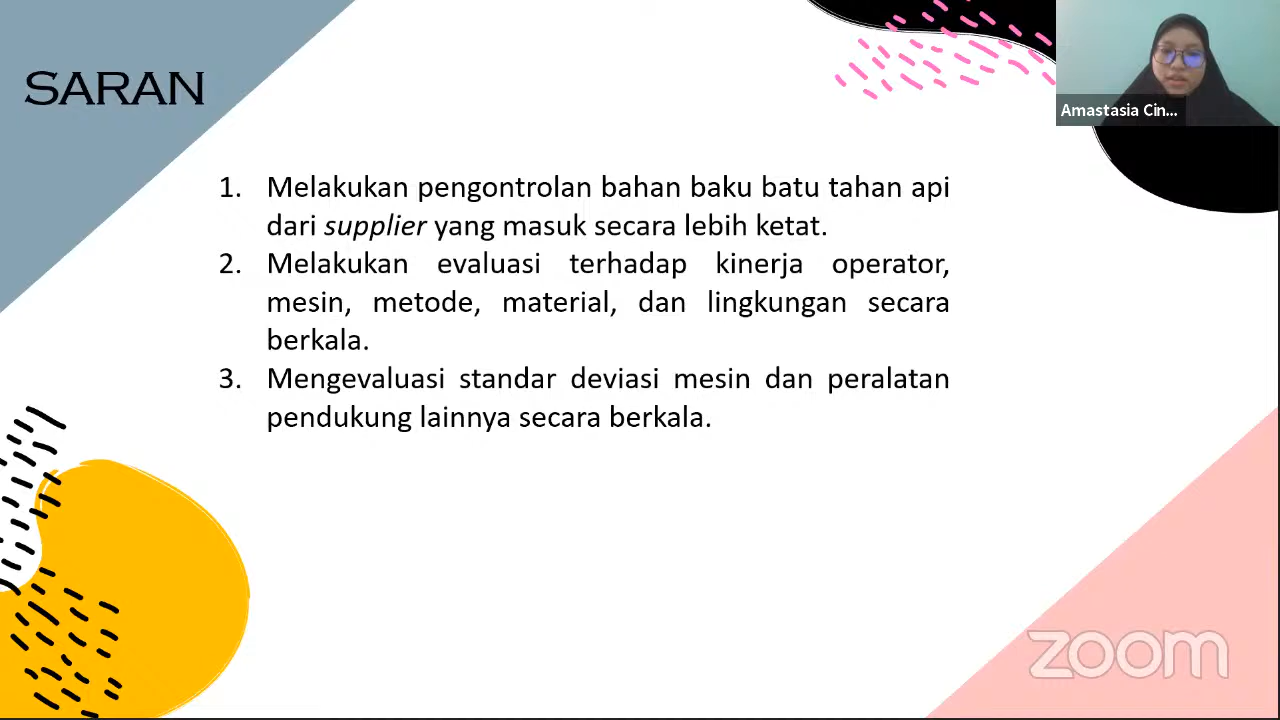 SARAN
Amastasia Cin...
1. Melakukan pengontrolan bahan baku batu tahan api
dari supplier yang masuk secara lebih ketat.
2. Melakukan evaluasi terhadap kinerja operator,
mesin, metode, material, dan lingkungan secara
berkala.
3. Mengevaluasi standar deviasi mesin dan peralatan
pendukung lainnya secara berkala.
zoom